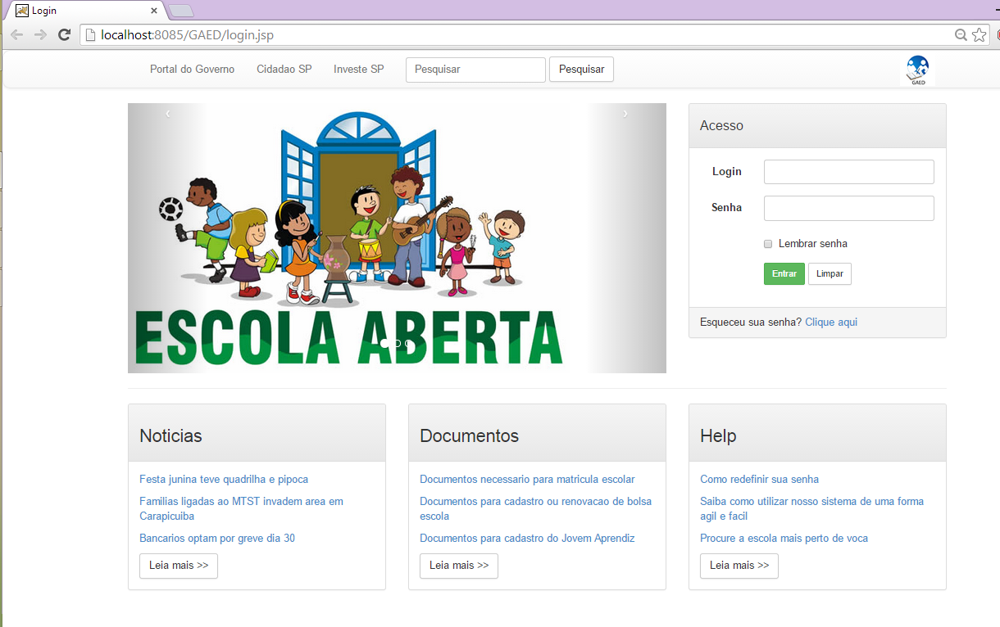 Login
localhost:8085/GAED/login.jsp
Portal do Governo Cidadao SP Investe SP Pesquisar Pesquisar
GAED
ESCOLA ABERTA
Acesso
Login
Senha
Lembrar senha
Entrar Limpar
Esqueceu sua senha? Clique aqui
Noticias
Festa junina teve quadrilha e pipoca
Familias ligadas ao MTST invadem area em
Carapicuiba
Bancarios optam por greve dia 30
Leia mais >>
Documentos
Documentos necessario para matricula escolar
Documentos para cadastro ou renovacao de bolsa
escola
Documentos para cadastro do Jovem Aprendiz
Leia mais >>
Help
Como redefinir sua senha
Saiba como utilizar nosso sistema de uma forma
agil e facil
Procure a escola mais perto de voca
Leia mais >>